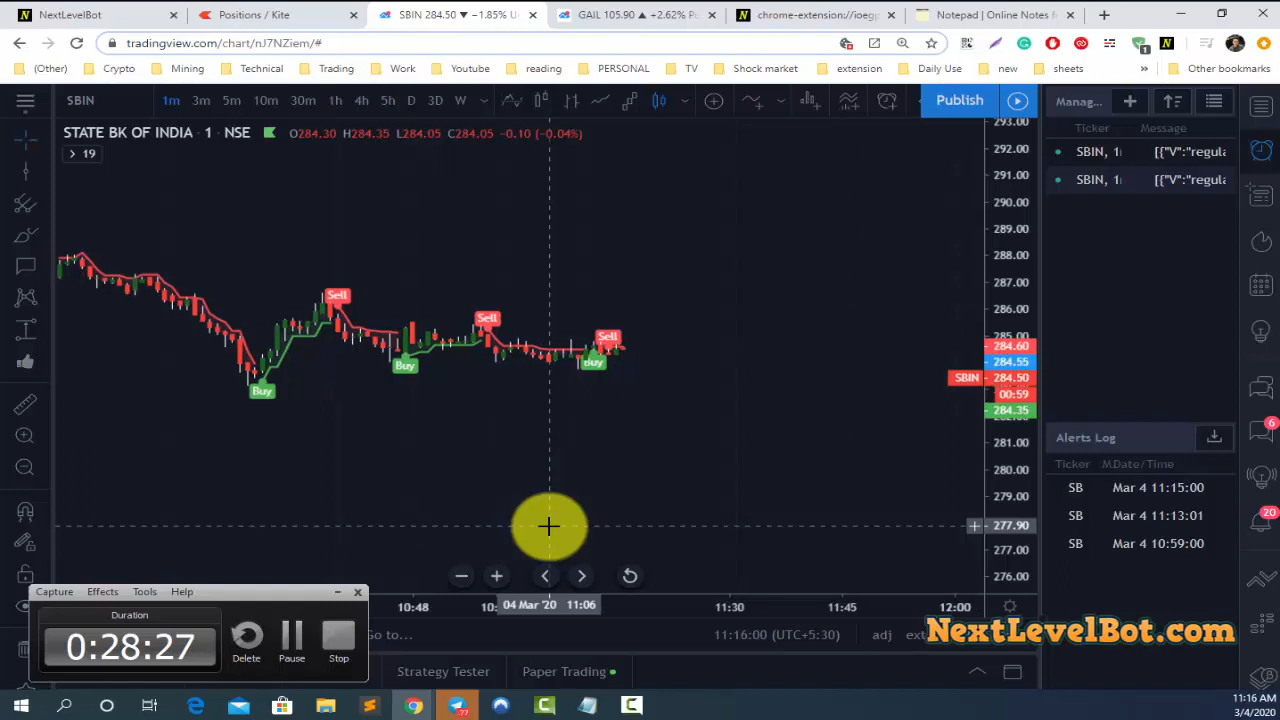 NextLevelBot
Positions / Kite
SBIN 284.50 ▼ −1.85% U
GAIL 105.90 ▲ +2.62%
chrome-extension://ioegp
Notepad | Online Notes f
tradingview.com/chart/nJ7NZiem/#
(Other)
Crypto
Mining
Technical
Trading
Work
Youtube
reading
PERSONAL
TV
Shock market
extension
Daily Use
new
sheets
»
Other bookmarks
SBIN
1m
3m
5m
10m
30m
1h
4h
5h
D
3D
W
Publish
Manag...
Ticker
Message
STATE BK OF INDIA · 1 · NSE
O284.30 H284.35 L284.05 C284.05 −0.10 (−0.04%)
19
SBIN, 1
[{"V":"regula
SBIN, 1
[{"V":"regula
293.00
292.00
291.00
290.00
289.00
288.00
287.00
286.00
285.00
284.60
284.55
SBIN 284.50
00:59
284.35
281.00
280.00
279.00
277.90
277.00
276.00
Sell
Sell
Sell
Buy
Buy
Buy
Alerts Log
Ticker
M.Date/Time
SB Mar 4 11:15:00
SB Mar 4 11:13:01
SB Mar 4 10:59:00
6
20
10:48
04 Mar '20 11:06
11:30
11:45
12:00
Go to...
11:16:00 (UTC+5:30)
adj
ext
NextLevelBot.com
Strategy Tester
Paper Trading
Capture
Effects
Tools
Help
Duration
0:28:27
Delete
Pause
Stop
77
11:16 AM
3/4/2020